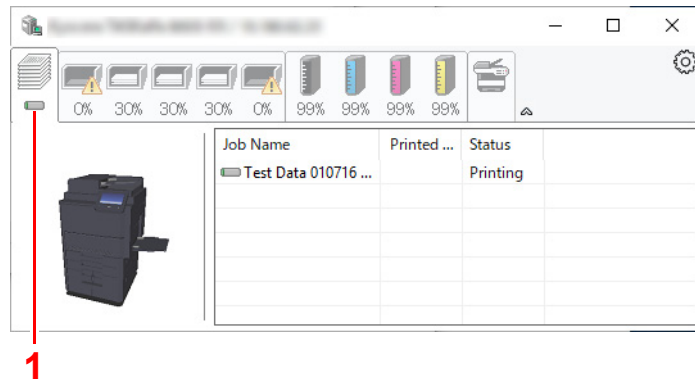 0% 30% 30% 30% 0% 99% 99% 99% 99%
Job Name Printed ... Status
Test Data 010716 ... Printing
1